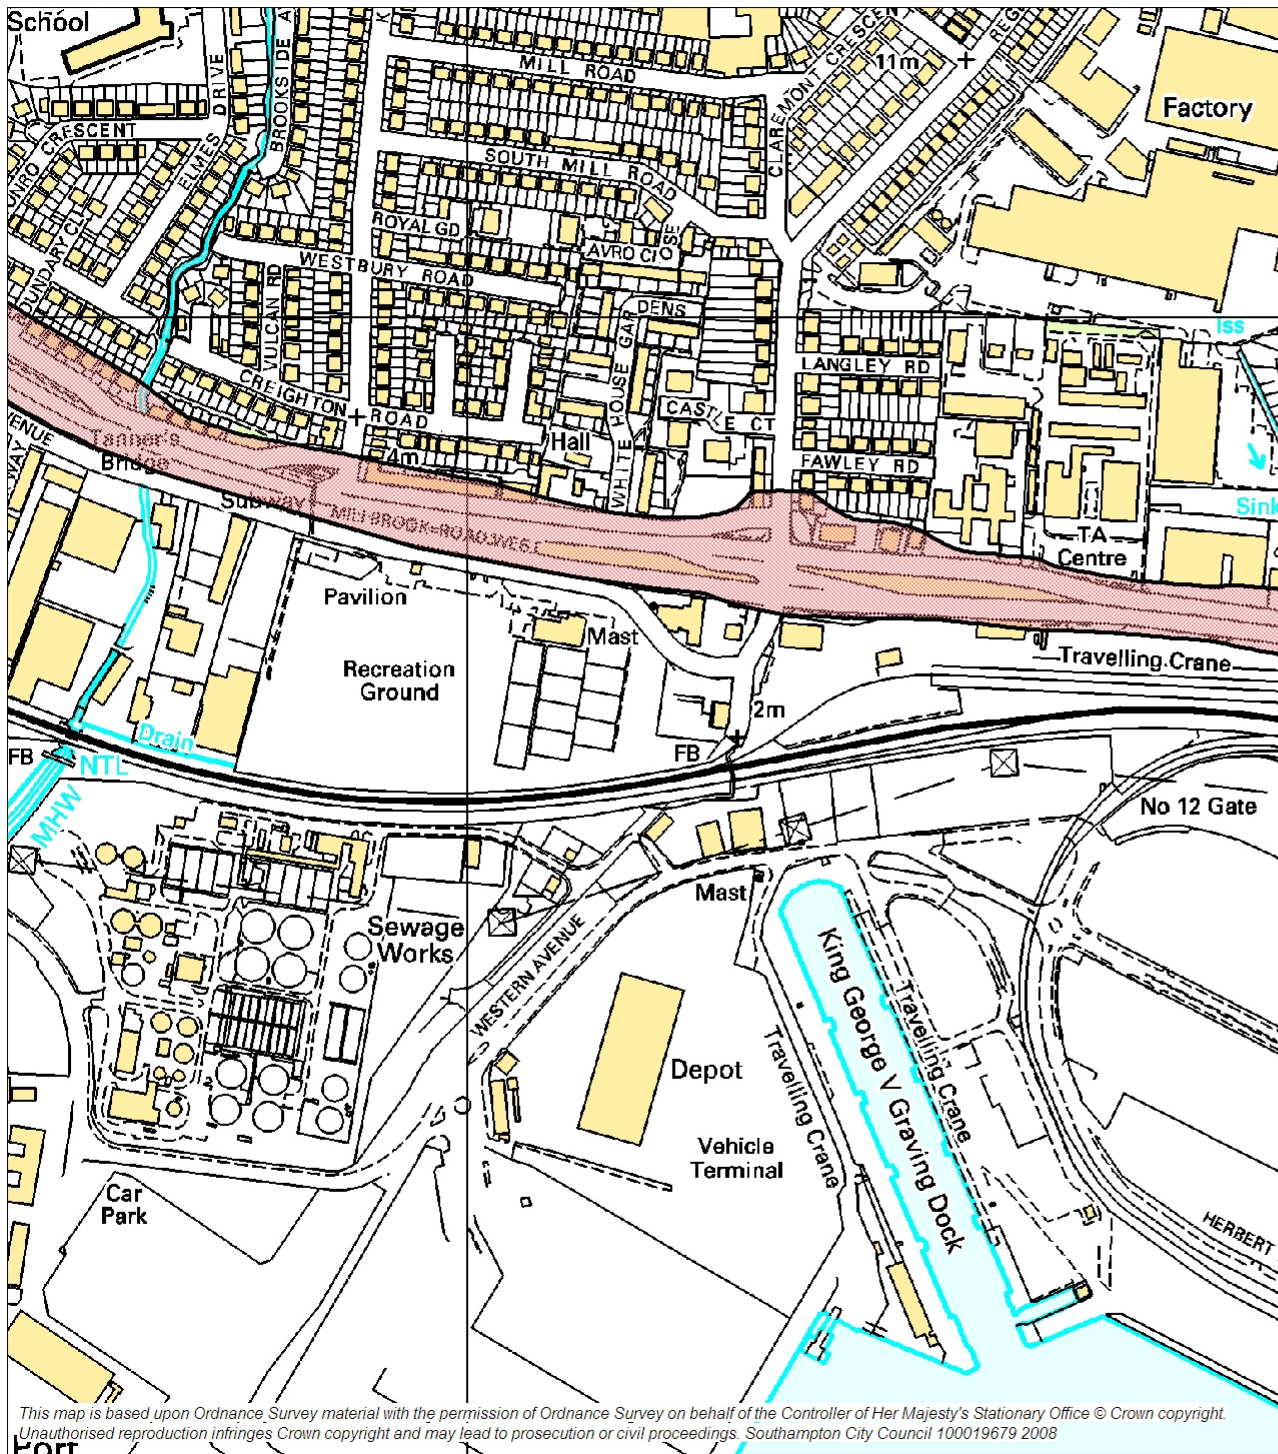 School
MILL ROAD
CLAREMONT CRESCENT
11m
Factory
DRIVE
BROOKSIDE A
CRESCENT
ELMES
SOUTH MILL ROAD
ROYAL GD
AVRO CLOSE
WESTBURY ROAD
VULCAN RD
WHITE HOUSE GARDENS
Iss
LANGLEY RD
CREIGHTON ROAD
CASTLE CT
4m
Hall
FAWLEY RD
Tanner's
Bridge
Subway
MILLBROOK ROAD WES
Sink
TA
Centre
Pavilion
Mast
Recreation
Ground
Travelling Crane
2m
FB
Drain
FB
NTL
MHW
No 12 Gate
Mast
Sewage
Works
WESTERN AVENUE
King George V Graving Dock
Travelling Crane
Travelling Crane
Depot
Vehicle
Terminal
Car
Park
HERBERT
This map is based upon Ordnance Survey material with the permission of Ordnance Survey on behalf of the Controller of Her Majesty's Stationary Office © Crown copyright.
Unauthorised reproduction infringes Crown copyright and may lead to prosecution or civil proceedings. Southampton City Council 100019679 2008
Port